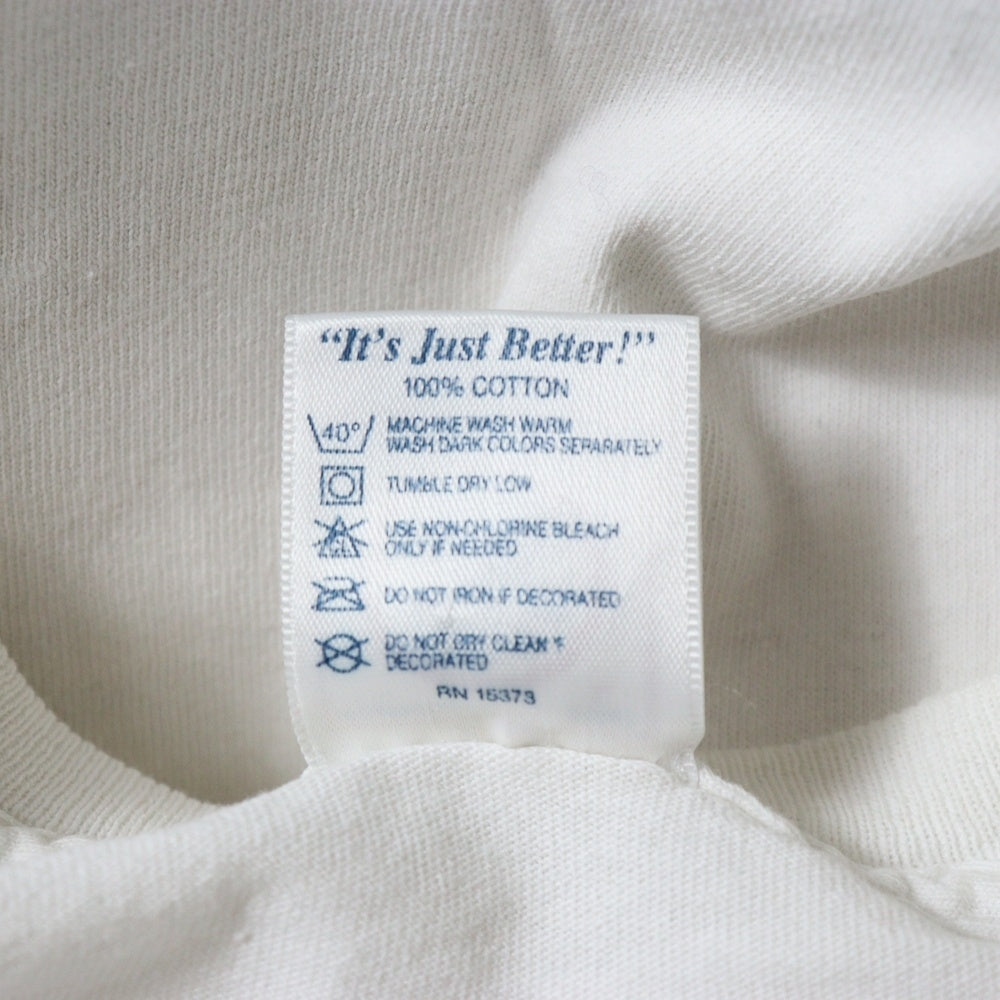 "It's Just Better!"
100% COTTON
40° MACHINE WASH WARM
WASH DARK COLORS SEPARATELY
TUMBLE DRY LOW
CL USE NON-CHLORINE BLEACH
ONLY IF NEEDED
DO NOT IRON IF DECORATED
DO NOT DRY CLEAN IF
DECORATED
RN 15373